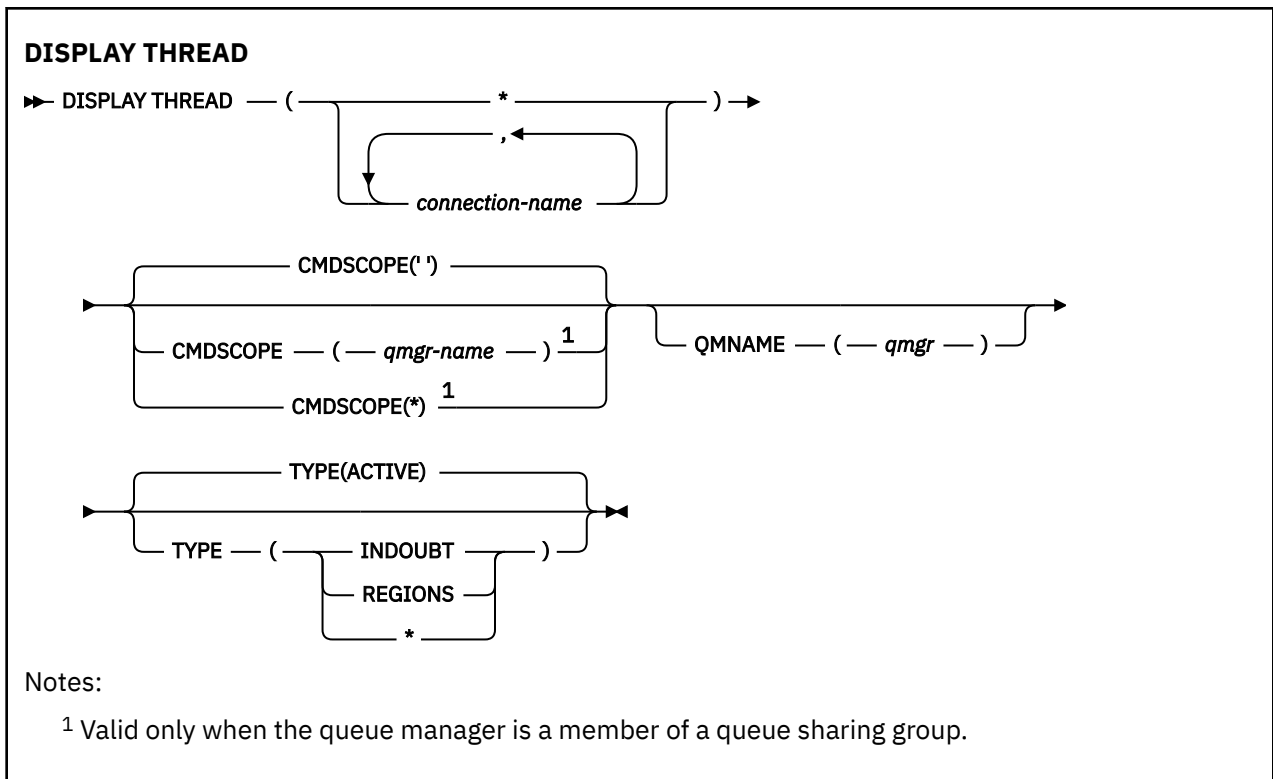 DISPLAY THREAD
DISPLAY THREAD ( * )
,
connection-name
CMDSCOPE(' ')
CMDSCOPE ( qmgr-name ) 1
QMNAME ( qmgr )
CMDSCOPE(*) 1
TYPE(ACTIVE)
TYPE ( INDOUBT )
REGIONS
*
Notes:
1 Valid only when the queue manager is a member of a queue sharing group.